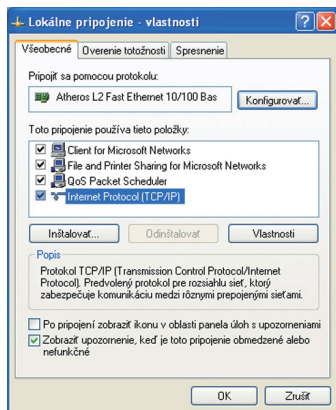 Lokálne pripojenie - vlastnosti
Všeobecné Overenie totožnosti Spresnenie
Pripojiť sa pomocou protokolu:
Atheros L2 Fast Ethernet 10/100 Bas
Konfigurovať...
Toto pripojenie používa tieto položky:
Client for Microsoft Networks
File and Printer Sharing for Microsoft Networks
QoS Packet Scheduler
Internet Protocol (TCP/IP)
Inštalovať... Odinštalovať Vlastnosti
Popis
Protokol TCP/IP (Transmission Control Protocol/Internet
Protocol). Predvolený protokol pre rozsiahlu sieť, ktorý
zabezpečuje komunikáciu medzi rôznymi prepojenými sieťami.
Po pripojení zobraziť ikonu v oblasti panela úloh s upozorneniami
Zobraziť upozornenie, keď je toto pripojenie obmedzené alebo
nefunkčné
OK Zrušiť